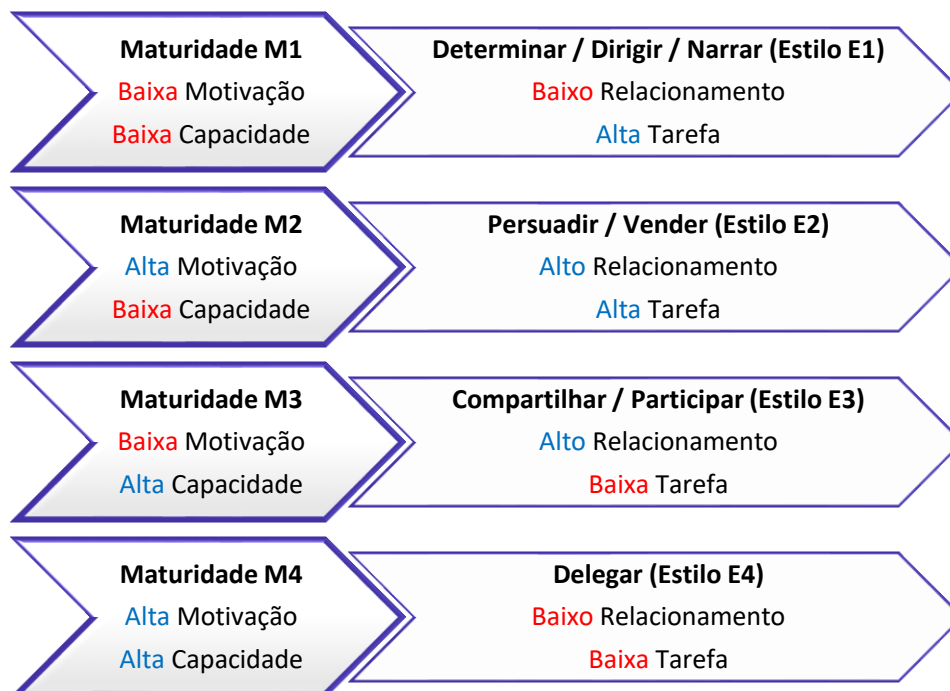 Maturidade M1
Baixa Motivação
Baixa Capacidade
Determinar / Dirigir / Narrar (Estilo E1)
Baixo Relacionamento
Alta Tarefa
Maturidade M2
Alta Motivação
Baixa Capacidade
Persuadir / Vender (Estilo E2)
Alto Relacionamento
Alta Tarefa
Maturidade M3
Baixa Motivação
Alta Capacidade
Compartilhar / Participar (Estilo E3)
Alto Relacionamento
Baixa Tarefa
Maturidade M4
Alta Motivação
Alta Capacidade
Delegar (Estilo E4)
Baixo Relacionamento
Baixa Tarefa